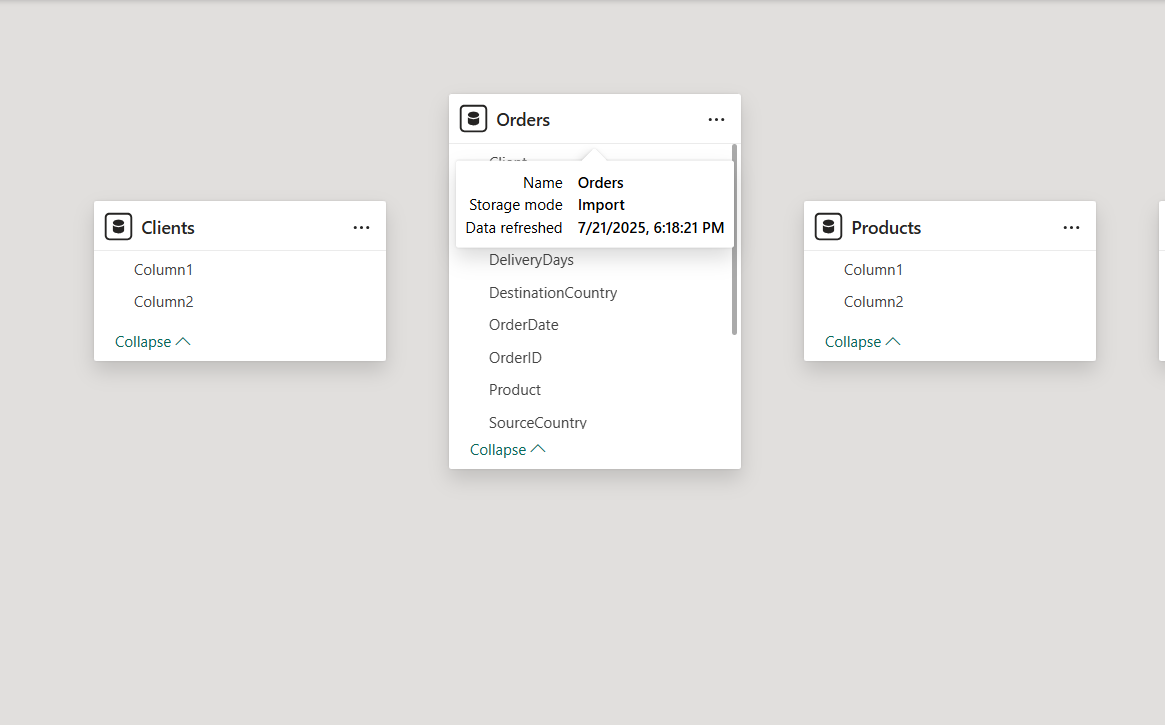 Orders
Client
Name Orders
Storage mode Import
Data refreshed 7/21/2025, 6:18:21 PM
DeliveryDays
DestinationCountry
OrderDate
OrderID
Product
SourceCountry
Collapse
Clients
Column1
Column2
Collapse
Products
Column1
Column2
Collapse